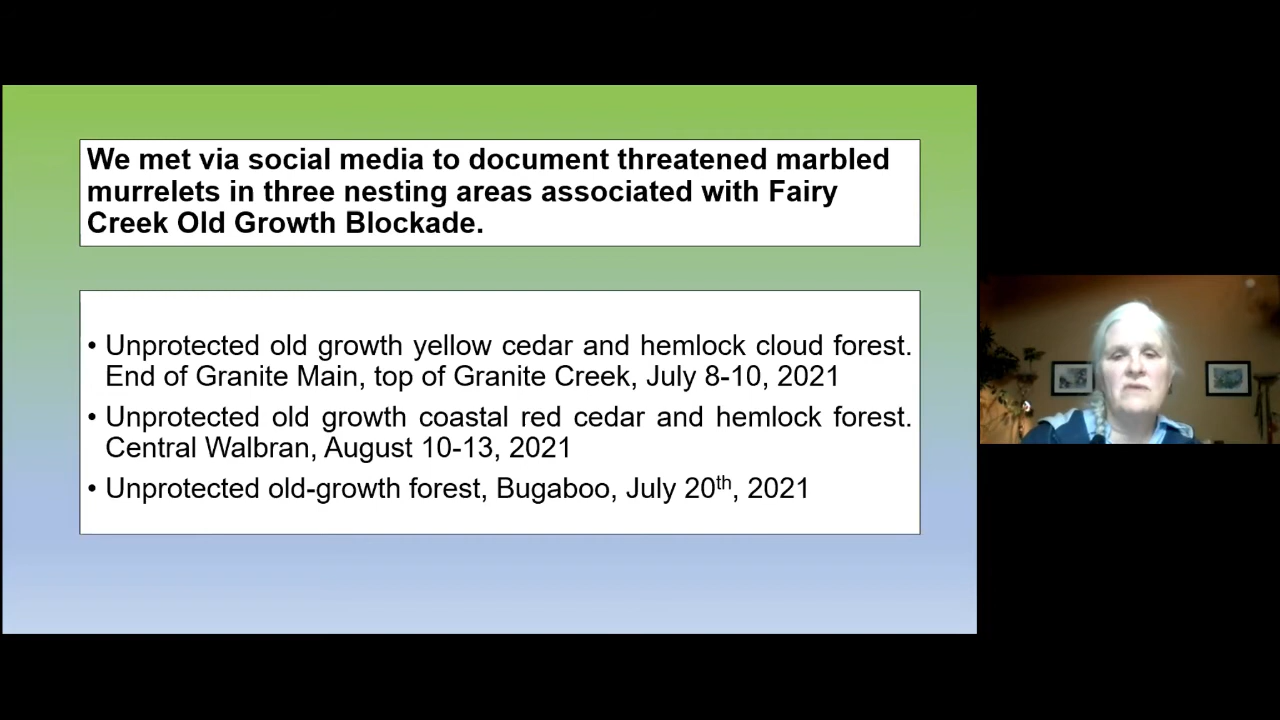 We met via social media to document threatened marbled
murrelets in three nesting areas associated with Fairy
Creek Old Growth Blockade.
• Unprotected old growth yellow cedar and hemlock cloud forest.
End of Granite Main, top of Granite Creek, July 8-10, 2021
• Unprotected old growth coastal red cedar and hemlock forest.
Central Walbran, August 10-13, 2021
• Unprotected old-growth forest, Bugaboo, July 20th, 2021